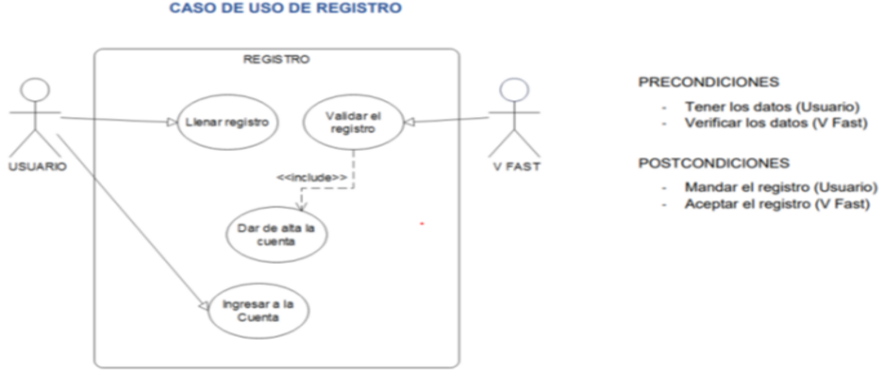 CASO DE USO DE REGISTRO
REGISTRO
Llenar registro
Validar el
registro
USUARIO
V FAST
<<include>>
Dar de alta la
cuenta
Ingresar a la
Cuenta
PRECONDICIONES
- Tener los datos (Usuario)
- Verificar los datos (V Fast)
POSTCONDICIONES
- Mandar el registro (Usuario)
- Aceptar el registro (V Fast)